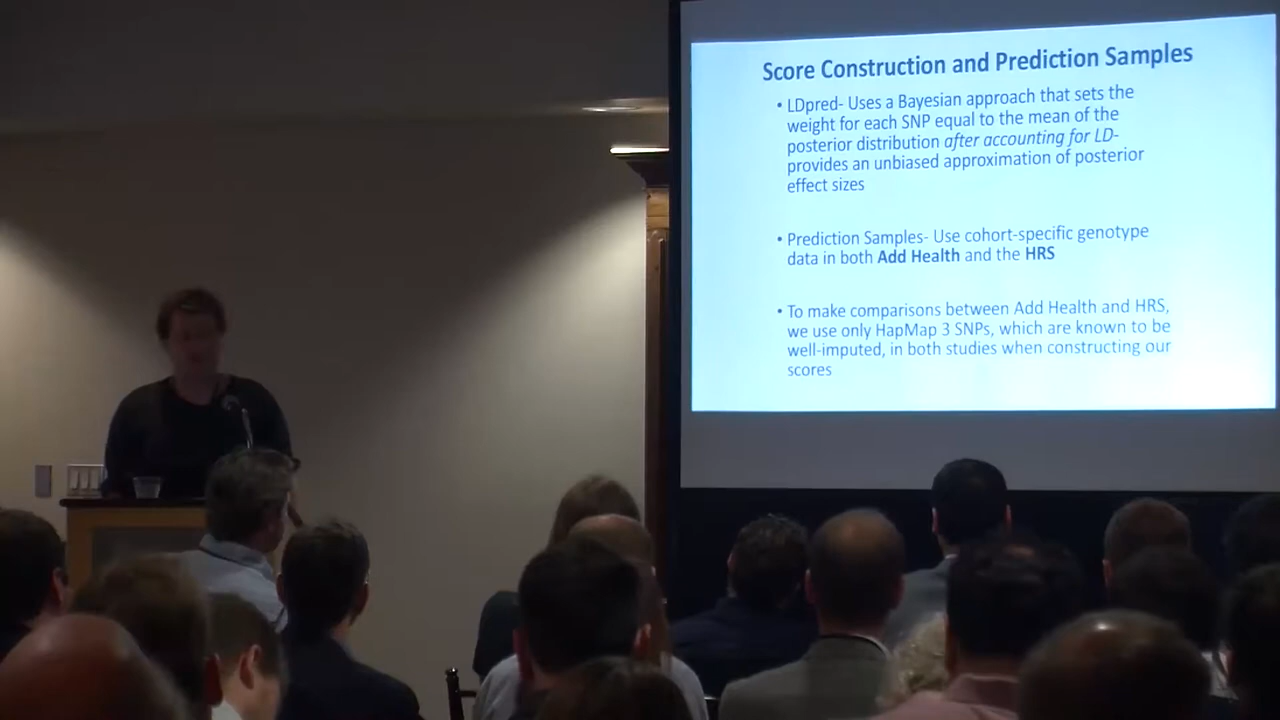 Score Construction and Prediction Samples
• LDpred- Uses a Bayesian approach that sets the
weight for each SNP equal to the mean of the
posterior distribution after accounting for LD-
provides an unbiased approximation of posterior
effect sizes
• Prediction Samples- Use cohort-specific genotype
data in both Add Health and the HRS
• To make comparisons between Add Health and HRS,
we use only HapMap 3 SNPs, which are known to be
well-imputed, in both studies when constructing our
scores